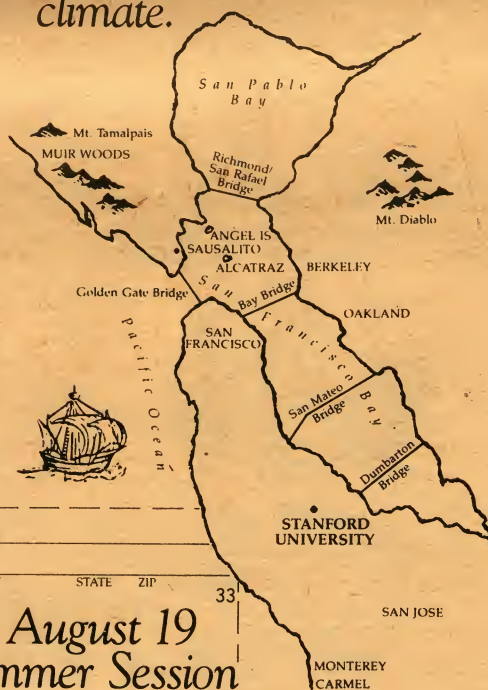 climate.
San Pablo
Bay
Mt. Tamalpais
MUIR WOODS
Richmond/
San Rafael
Bridge
Mt. Diablo
ANGEL IS
SAUSALITO
ALCATRAZ
BERKELEY
Golden Gate Bridge
San Francisco Bay
Bay Bridge
OAKLAND
SAN
FRANCISCO
Pacific Ocean
San Mateo
Bridge
Dumbarton
Bridge
STANFORD
UNIVERSITY
STATE ZIP
33
SAN JOSE
August 19
mmer Session
MONTEREY
CARMEL